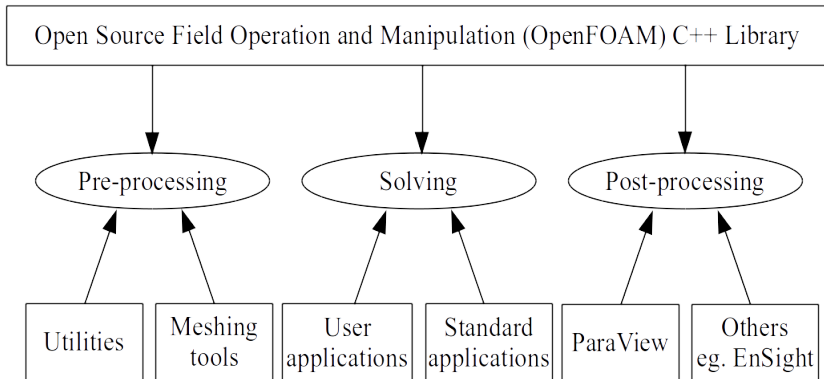 Open Source Field Operation and Manipulation (OpenFOAM) C++ Library
Pre-processing
Solving
Post-processing
Utilities
Meshing
tools
User
applications
Standard
applications
ParaView
Others
eg. EnSight